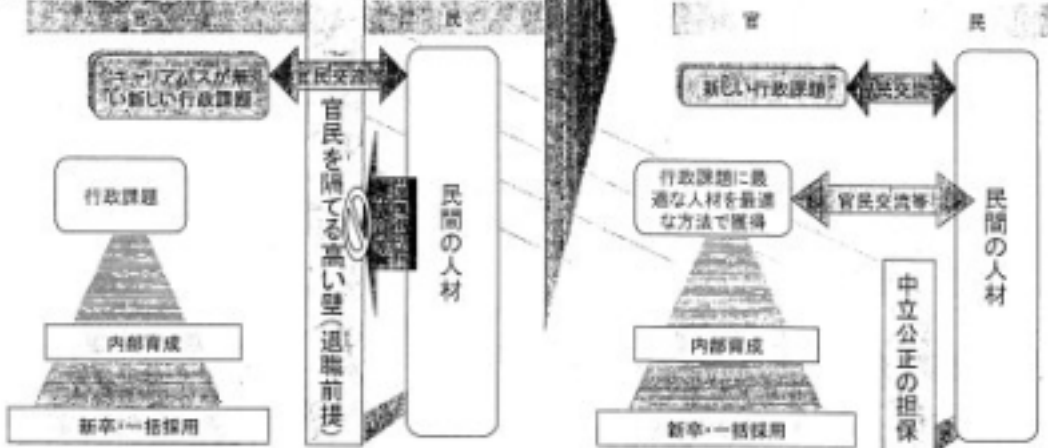 官
民
キャリアパスが無
い新しい行政課題
官民交流等
行政課題
内部育成
新卒・一括採用
官民を隔てる高い壁(退職前提)
民間の人材
官
民
新しい行政課題
官民交流
行政課題に最
適な人材を最適
な方法で獲得
官民交流等
内部育成
新卒・一括採用
中立公正の担保
民間の人材